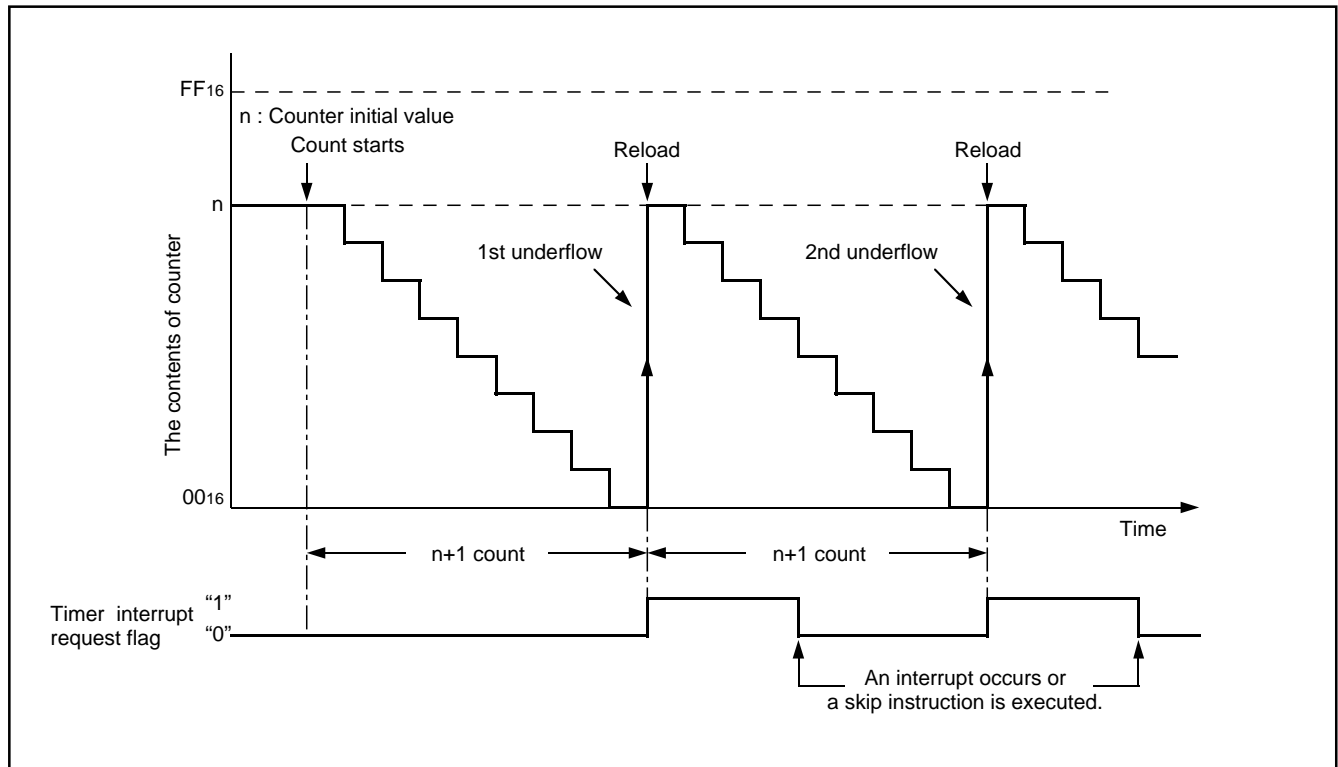 FF16
n : Counter initial value
Count starts
Reload
Reload
n
1st underflow
2nd underflow
The contents of counter
0016
Time
n+1 count
n+1 count
Timer interrupt
request flag
“1”
“0”
An interrupt occurs or
a skip instruction is executed.